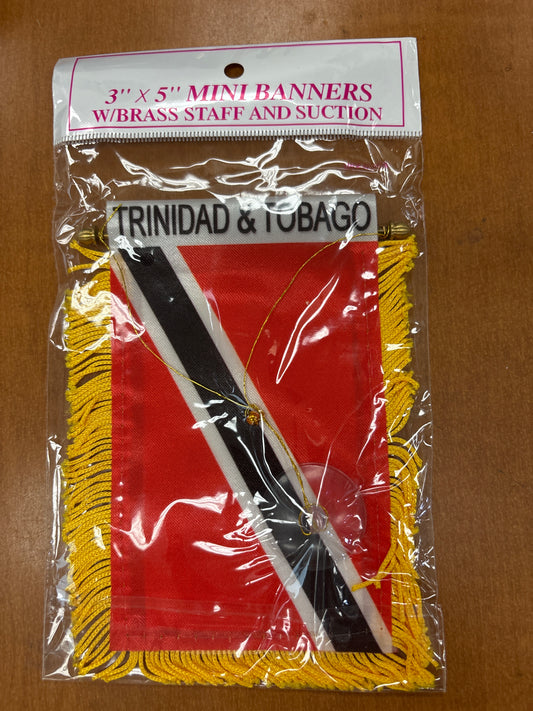 3" X 5" MINI BANNERS
W/BRASS STAFF AND SUCTION
TRINIDAD & TOBAGO